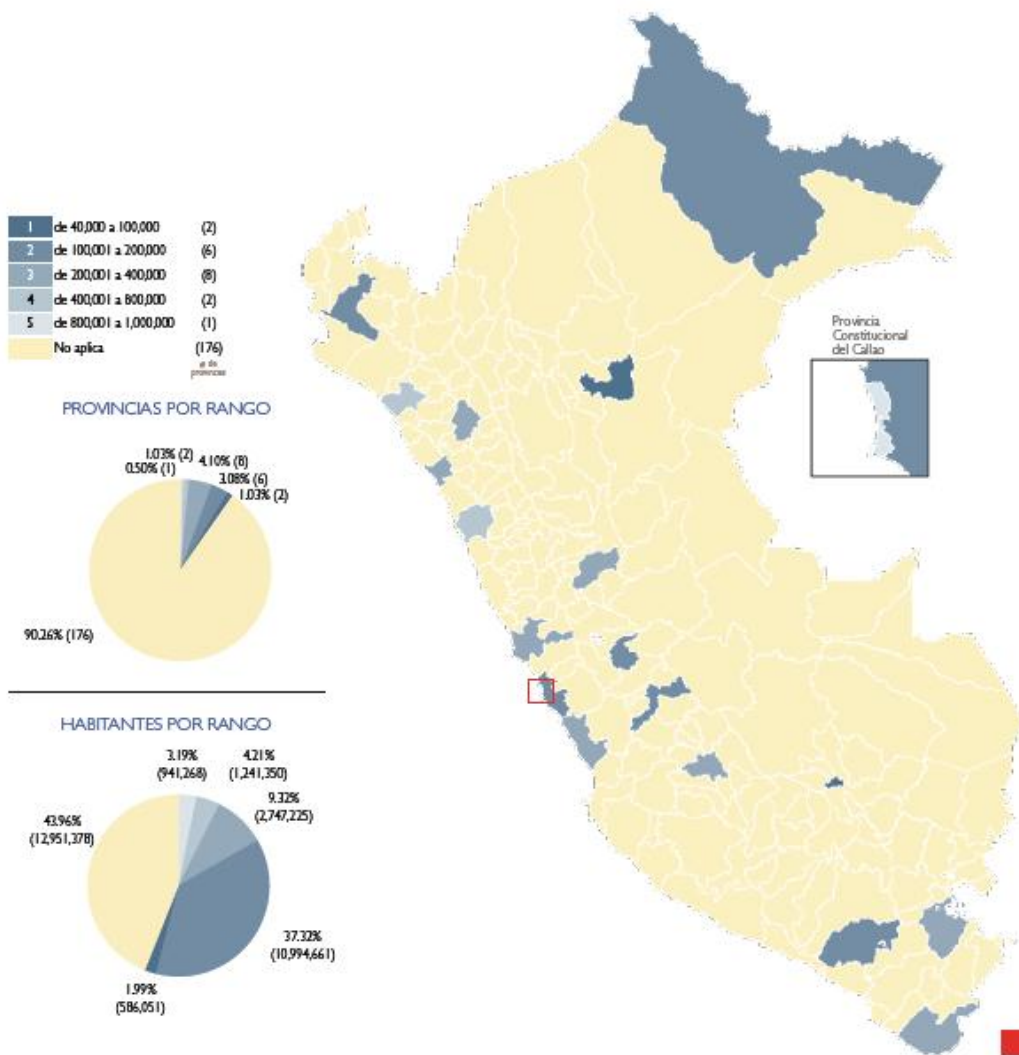 1 de 40,000 a 100,000 (2)
2 de 100,001 a 200,000 (6)
3 de 200,001 a 400,000 (8)
4 de 400,001 a 800,000 (2)
5 de 800,001 a 1,000,000 (1)
No aplica (176)
# de
provincias
Provincia
Constitucional
del Callao
PROVINCIAS POR RANGO
1.03% (2)
0.50% (1)
4.10% (8)
3.08% (6)
1.03% (2)
90.26% (176)
HABITANTES POR RANGO
3.19%
(941,268)
4.21%
(1,241,350)
9.32%
(2,747,225)
43.96%
(12,951,378)
37.32%
(10,994,661)
1.99%
(586,051)